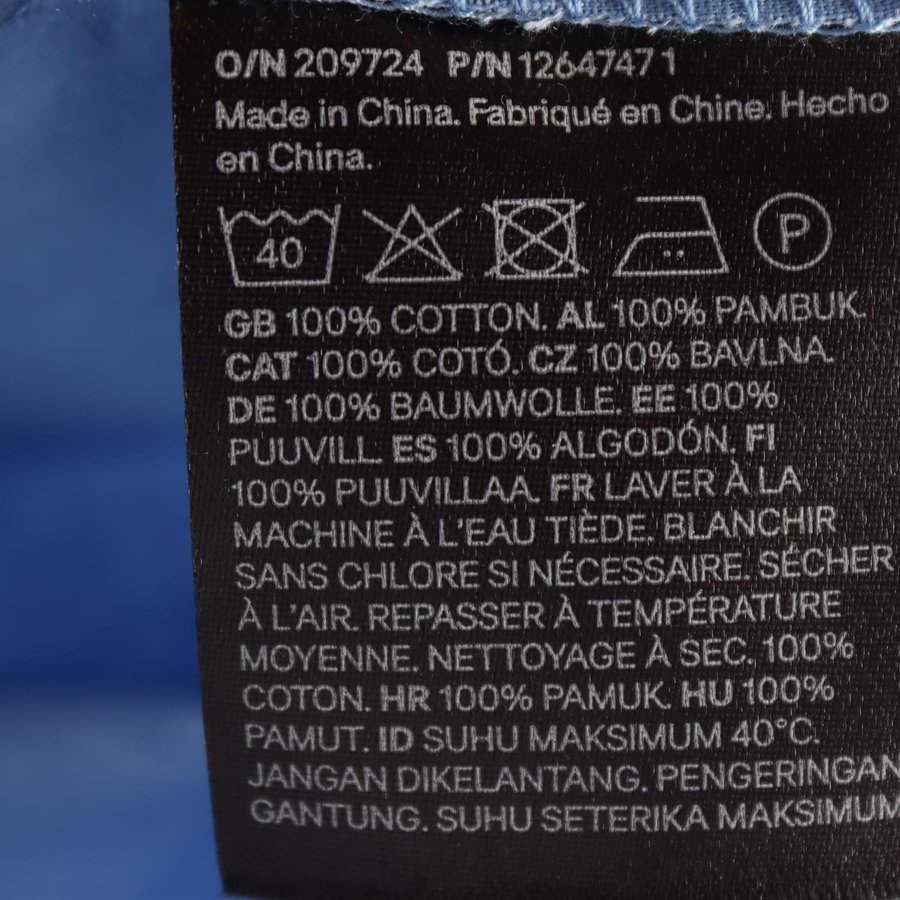 O/N 209724 P/N 12647471
Made in China. Fabriqué en Chine. Hecho
en China.
40 P
GB 100% COTTON. AL 100% PAMBUK.
CAT 100% COTÓ. CZ 100% BAVLNA.
DE 100% BAUMWOLLE. EE 100%
PUUVILL. ES 100% ALGODÓN. FI
100% PUUVILLAA. FR LAVER À LA
MACHINE À L'EAU TIÈDE. BLANCHIR
SANS CHLORE SI NÉCESSAIRE. SÉCHER
À L'AIR. REPASSER À TEMPÉRATURE
MOYENNE. NETTOYAGE À SEC. 100%
COTON. HR 100% PAMUK. HU 100%
PAMUT. ID SUHU MAKSIMUM 40°C.
JANGAN DIKELANTANG. PENGERINGAN
GANTUNG. SUHU SETERIKA MAKSIMUM